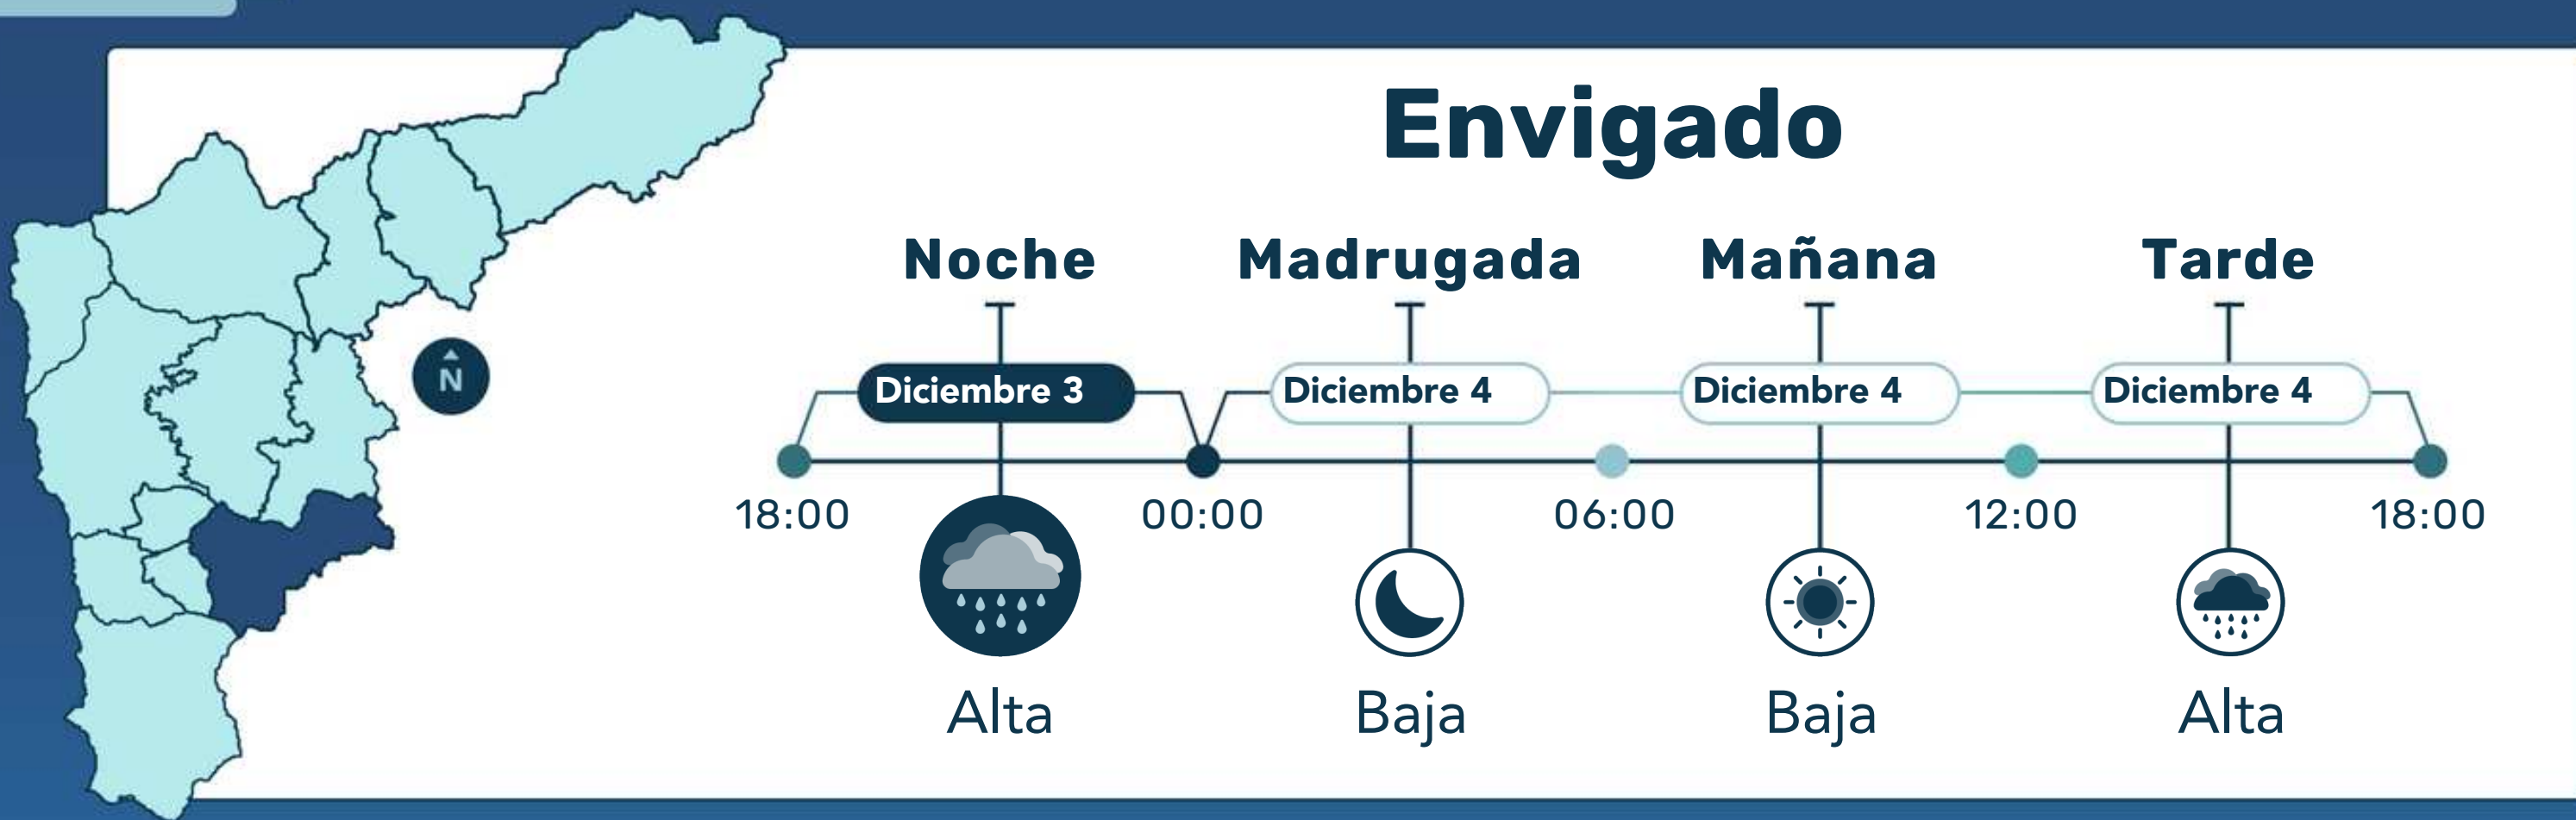 Envigado
Noche Madrugada Mañana Tarde
N
Diciembre 3 Diciembre 4 Diciembre 4 Diciembre 4
18:00 00:00 06:00 12:00 18:00
Alta Baja Baja Alta